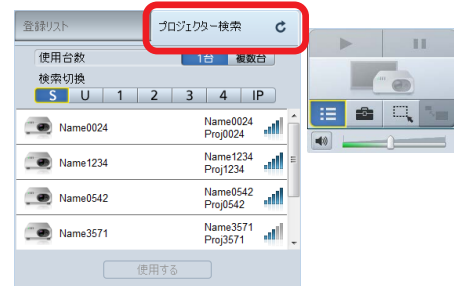 登録リスト
プロジェクター検索
使用台数 1台 複数台
検索切換
S U 1 2 3 4 IP
Name0024 Name0024
Proj0024
Name1234 Name1234
Proj1234
Name0542 Name0542
Proj0542
Name3571 Name3571
Proj3571
使用する